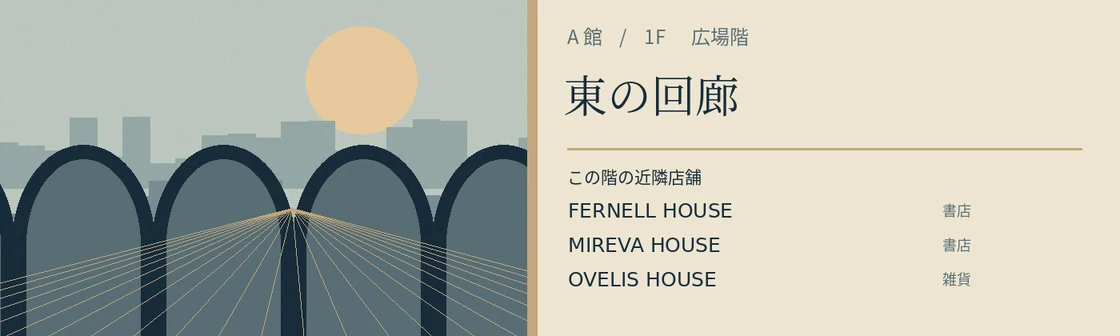 A館 / 1F 広場階
東の回廊
この階の近隣店舗
FERNELL HOUSE 書店
MIREVA HOUSE 書店
OVELIS HOUSE 雑貨